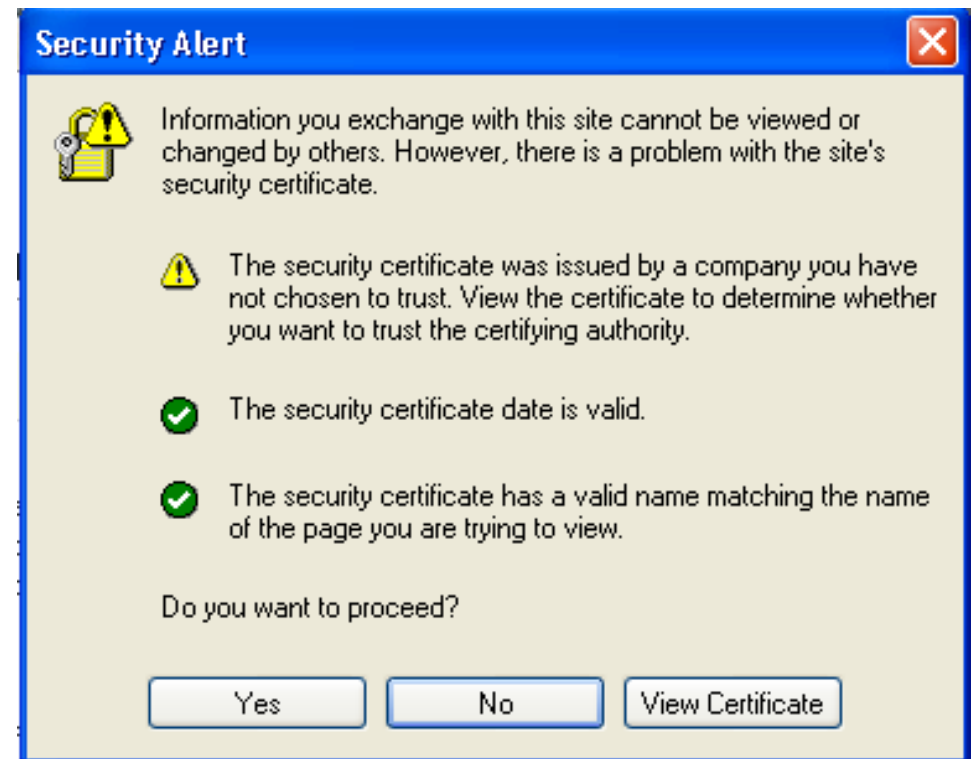 Security Alert
Information you exchange with this site cannot be viewed or
changed by others. However, there is a problem with the site's
security certificate.
The security certificate was issued by a company you have
not chosen to trust. View the certificate to determine whether
you want to trust the certifying authority.
The security certificate date is valid.
The security certificate has a valid name matching the name
of the page you are trying to view.
Do you want to proceed?
Yes
No
View Certificate